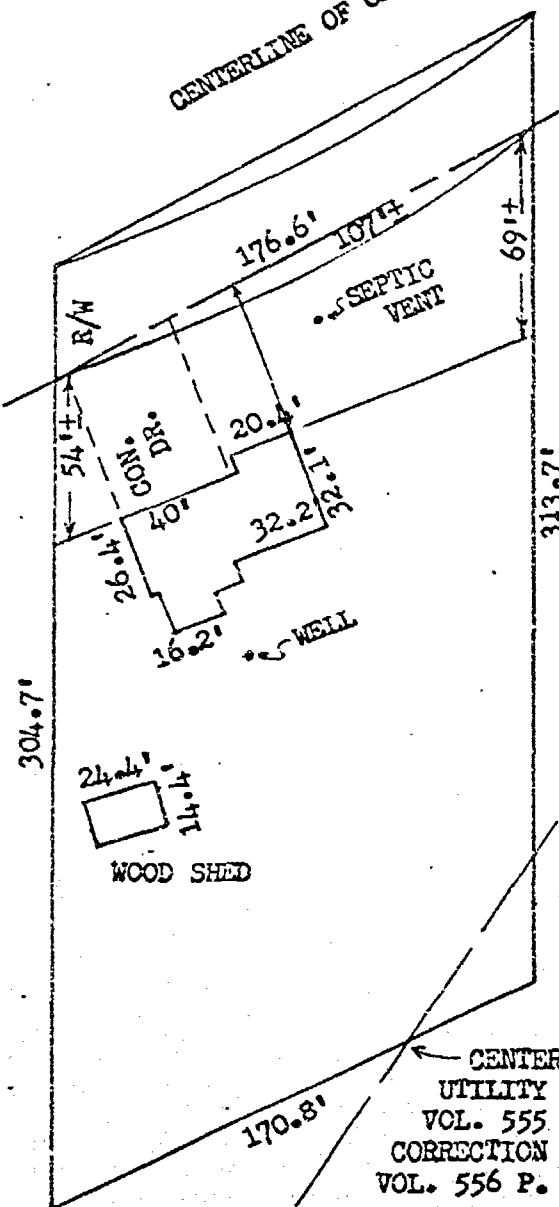 CENTERLINE OF
176.6'
107'±
69'±
R/W
SEPTIC
VENT
54'±
CON.
DR.
20.4'
40'
32.2'
32.1'
313.7'
26.4'
16.2'
WELL
304.7'
24.4'
14.4'
WOOD SHED
CENTER
UTILITY
VOL. 555
CORRECTION
VOL. 556 P.
170.8'